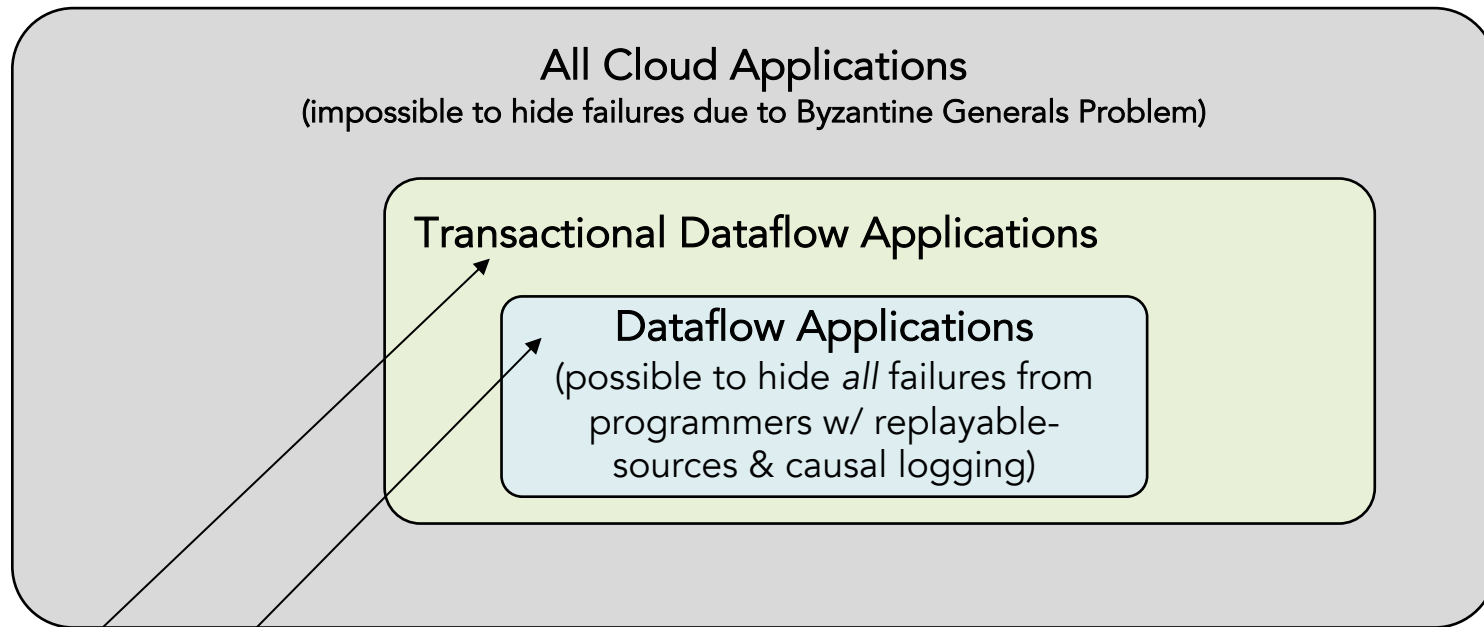 All Cloud Applications
(impossible to hide failures due to Byzantine Generals Problem)
Transactional Dataflow Applications
Dataflow Applications
(possible to hide all failures from
programmers w/ replayable-
sources & causal logging)